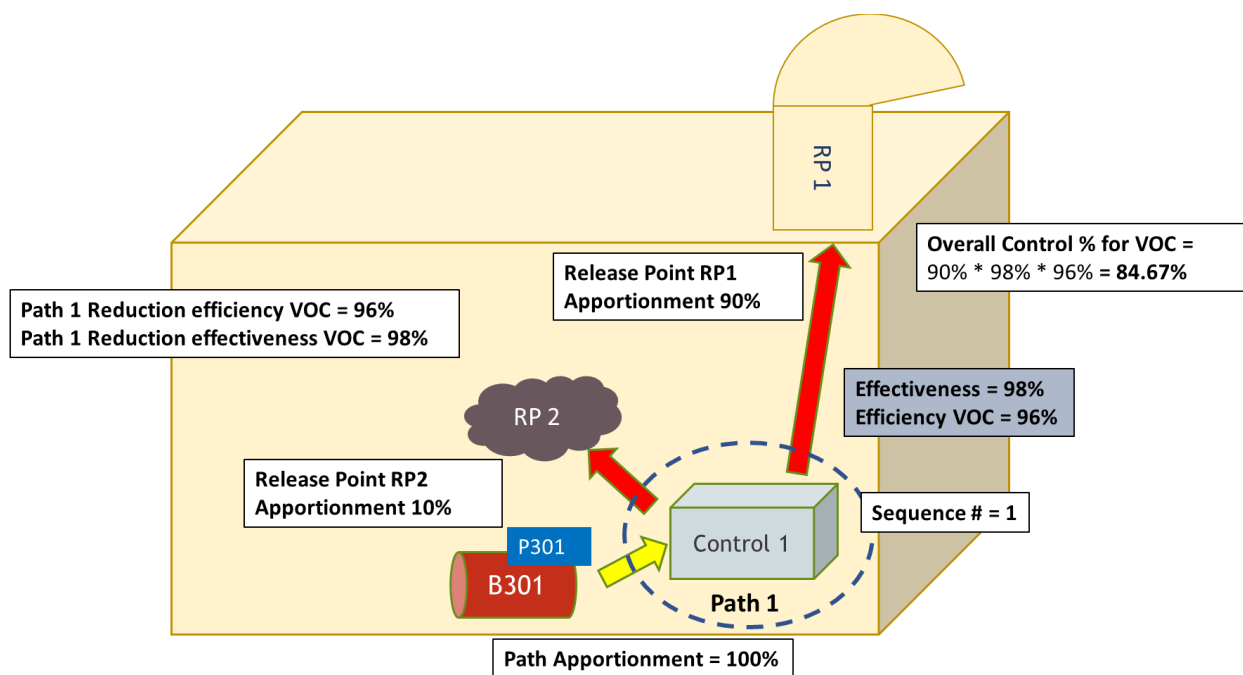 RP 1
Overall Control % for VOC =
90% * 98% * 96% = 84.67%
Release Point RP1
Apportionment 90%
Path 1 Reduction efficiency VOC = 96%
Path 1 Reduction effectiveness VOC = 98%
Effectiveness = 98%
Efficiency VOC = 96%
RP 2
Release Point RP2
Apportionment 10%
Sequence # = 1
P301
B301
Control 1
Path 1
Path Apportionment = 100%